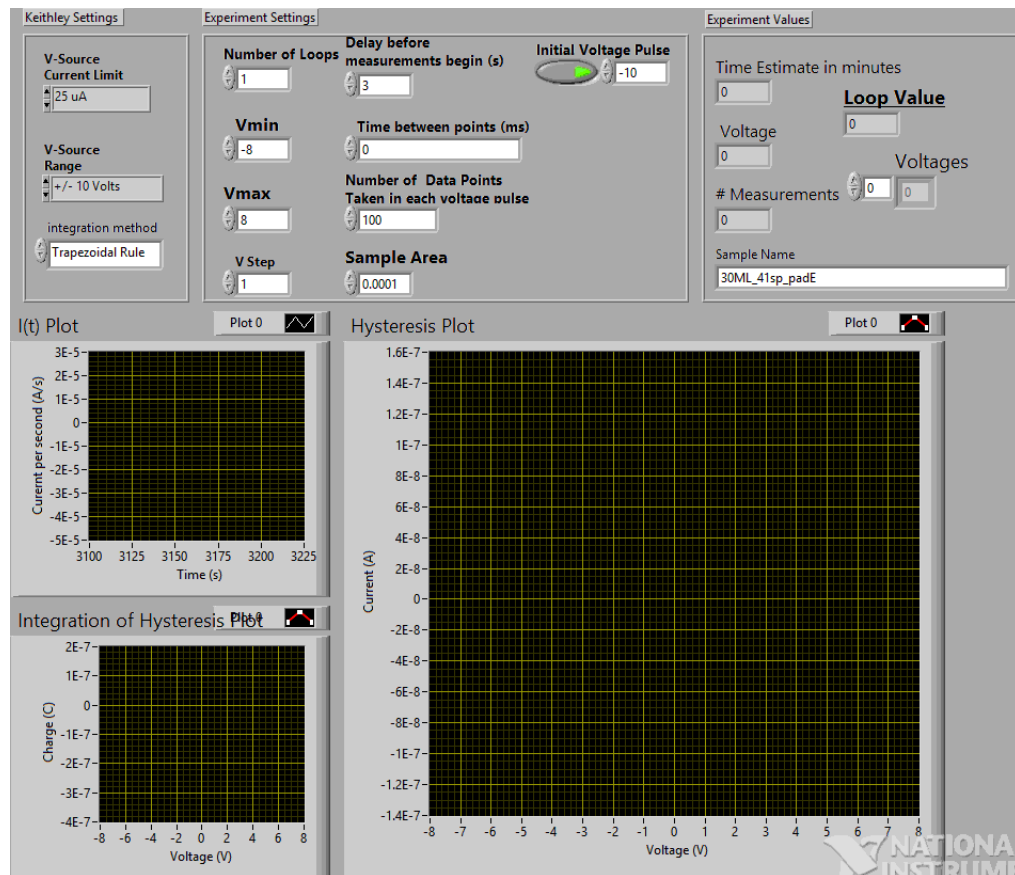 Keithley Settings
V-Source
Current Limit
25 uA
V-Source
Range
+/- 10 Volts
integration method
Trapezoidal Rule
Experiment Settings
Number of Loops
1
Delay before
measurements begin (s)
3
Initial Voltage Pulse
-10
Vmin
-8
Time between points (ms)
0
Vmax
8
Number of Data Points
Taken in each voltage pulse
100
V Step
1
Sample Area
0.0001
Experiment Values
Time Estimate in minutes
0
Loop Value
0
Voltage
0
Voltages
0
0
# Measurements
0
Sample Name
30ML_41sp_padE
I(t) Plot
Plot 0
3E-5
2E-5
1E-5
0
-1E-5
-2E-5
-3E-5
-4E-5
-5E-5
Curernt per second (A/s)
3100 3125 3150 3175 3200 3225
Time (s)
Integration of Hysteresis Plot
Plot 0
2E-7
1E-7
0
-1E-7
-2E-7
-3E-7
-4E-7
Charge (C)
-8 -6 -4 -2 0 2 4 6 8
Voltage (V)
Hysteresis Plot
Plot 0
1.6E-7
1.4E-7
1.2E-7
1E-7
8E-8
6E-8
4E-8
2E-8
0
-2E-8
-4E-8
-6E-8
-8E-8
-1E-7
-1.2E-7
-1.4E-7
Current (A)
-8 -7 -6 -5 -4 -3 -2 -1 0 1 2 3 4 5 6 7 8
Voltage (V)
NATIONA
INSTRUME